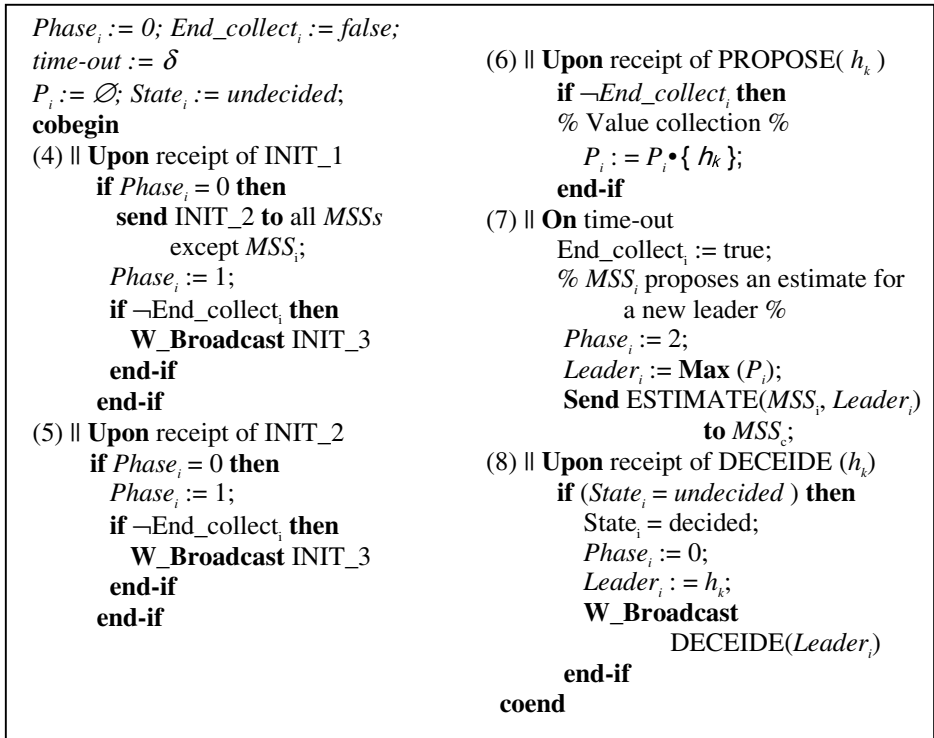 Phase_i := 0; End_collect_i := false;
time-out := δ
P_i := ∅; State_i := undecided;
cobegin
(4) || Upon receipt of INIT_1
if Phase_i = 0 then
send INIT_2 to all MSSs
except MSS_i;
Phase_i := 1;
if ¬End_collect_i then
W_Broadcast INIT_3
end-if
end-if
(5) || Upon receipt of INIT_2
if Phase_i = 0 then
Phase_i := 1;
if ¬End_collect_i then
W_Broadcast INIT_3
end-if
end-if
(6) || Upon receipt of PROPOSE( h_k )
if ¬End_collect_i then
% Value collection %
P_i : = P_i•{ h_k };
end-if
(7) || On time-out
End_collect_i := true;
% MSS_i proposes an estimate for
a new leader %
Phase_i := 2;
Leader_i := Max (P_i);
Send ESTIMATE(MSS_i, Leader_i)
to MSS_c;
(8) || Upon receipt of DECEIDE (h_k)
if (State_i = undecided ) then
State_i = decided;
Phase_i := 0;
Leader_i : = h_k;
W_Broadcast
DECEIDE(Leader_i)
end-if
coend